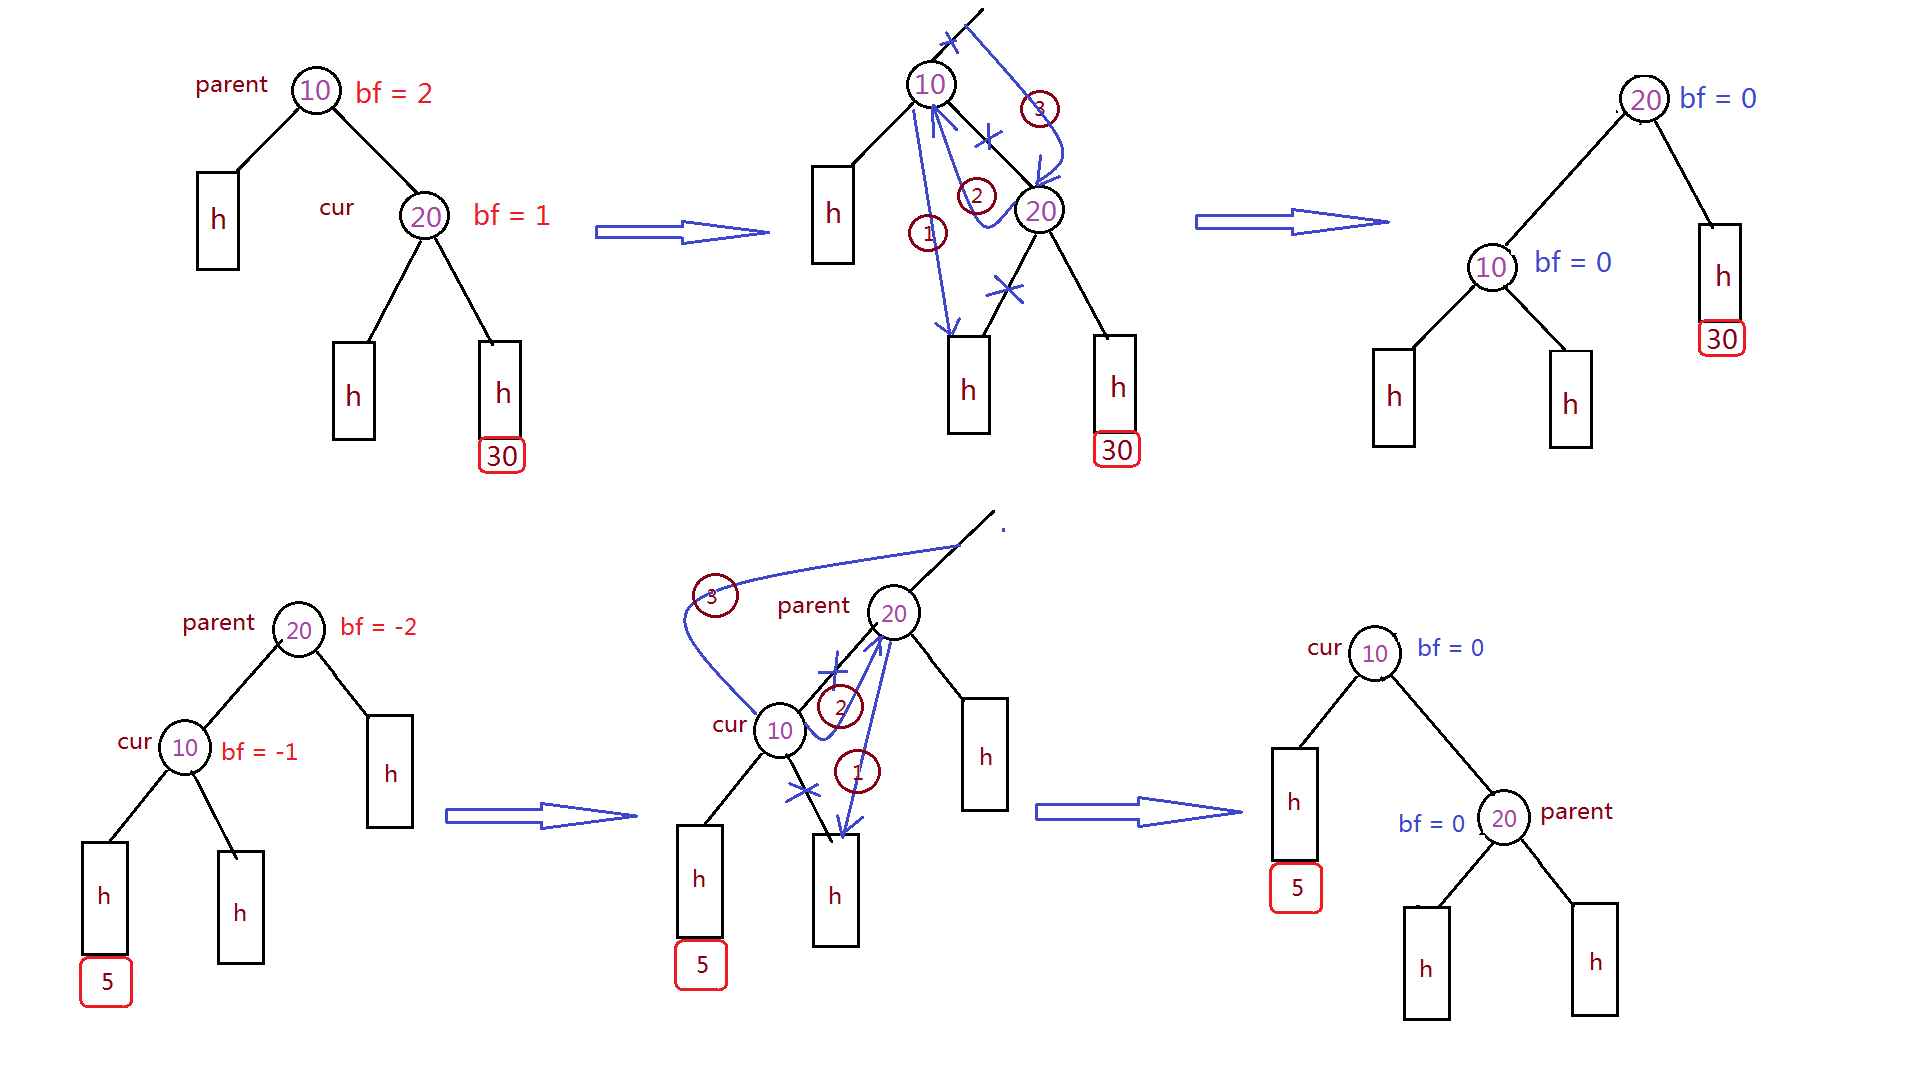 parent 10 bf = 2
h
cur 20 bf = 1
h h
30
10
3
h
2 20
1
h h
30
20 bf = 0
10 bf = 0
h
30
h h
parent 20 bf = -2
cur 10 bf = -1
h
h h
5
3
parent 20
2
cur 10
1
h
h h
5
cur 10 bf = 0
h
bf = 0 20 parent
5
h h